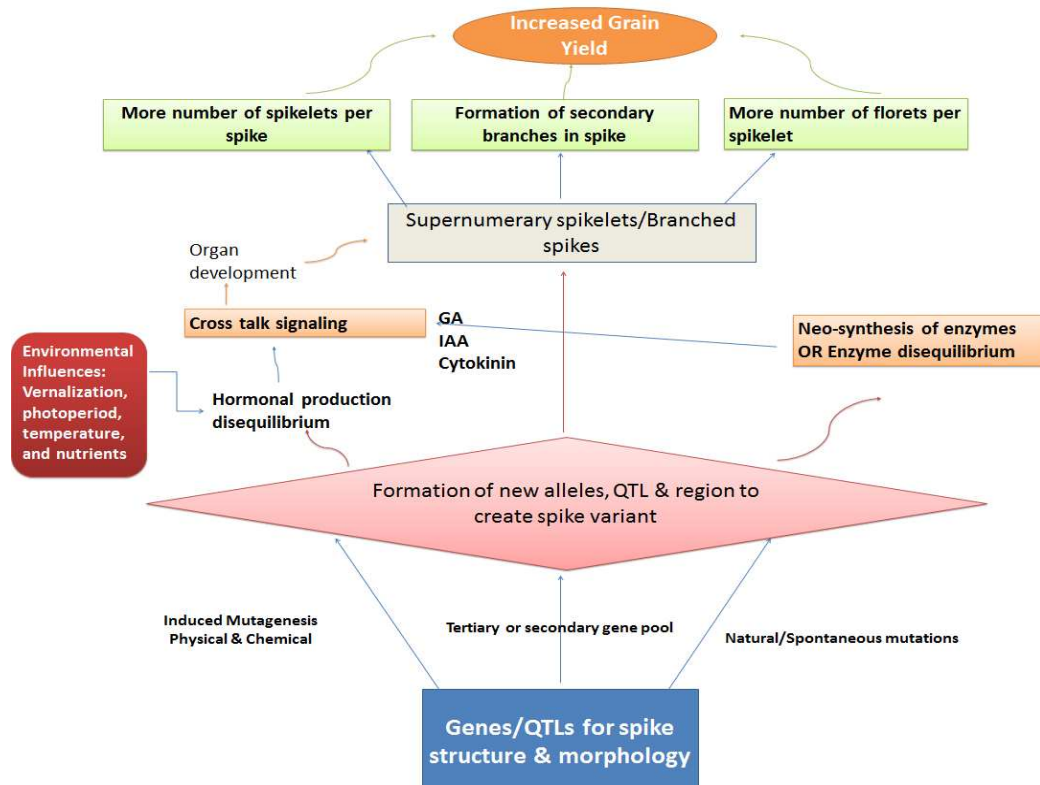 Increased Grain
Yield
More number of spikelets per
spike
Formation of secondary
branches in spike
More number of florets per
spikelet
Supernumerary spikelets/Branched
spikes
Organ
development
Cross talk signaling
GA
IAA
Cytokinin
Neo-synthesis of enzymes
OR Enzyme disequilibrium
Environmental
Influences:
Vernalization,
photoperiod,
temperature,
and nutrients
Hormonal production
disequilibrium
Formation of new alleles, QTL & region to
create spike variant
Induced Mutagenesis
Physical & Chemical
Tertiary or secondary gene pool
Natural/Spontaneous mutations
Genes/QTLs for spike
structure & morphology